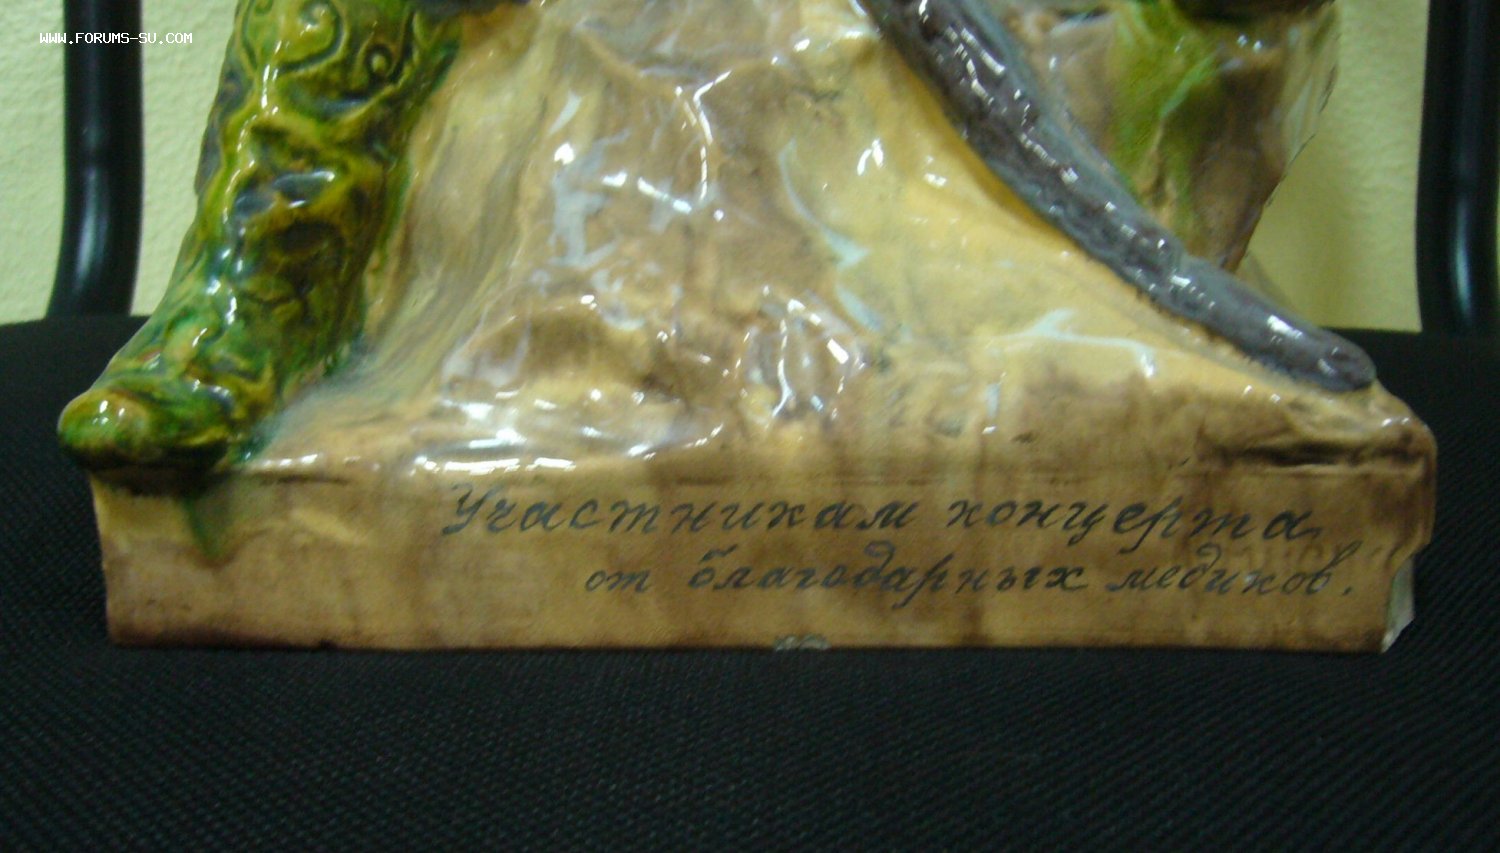 WWW.FORUMS-SU.COM
Участникам концерта
от благодарных медиков.